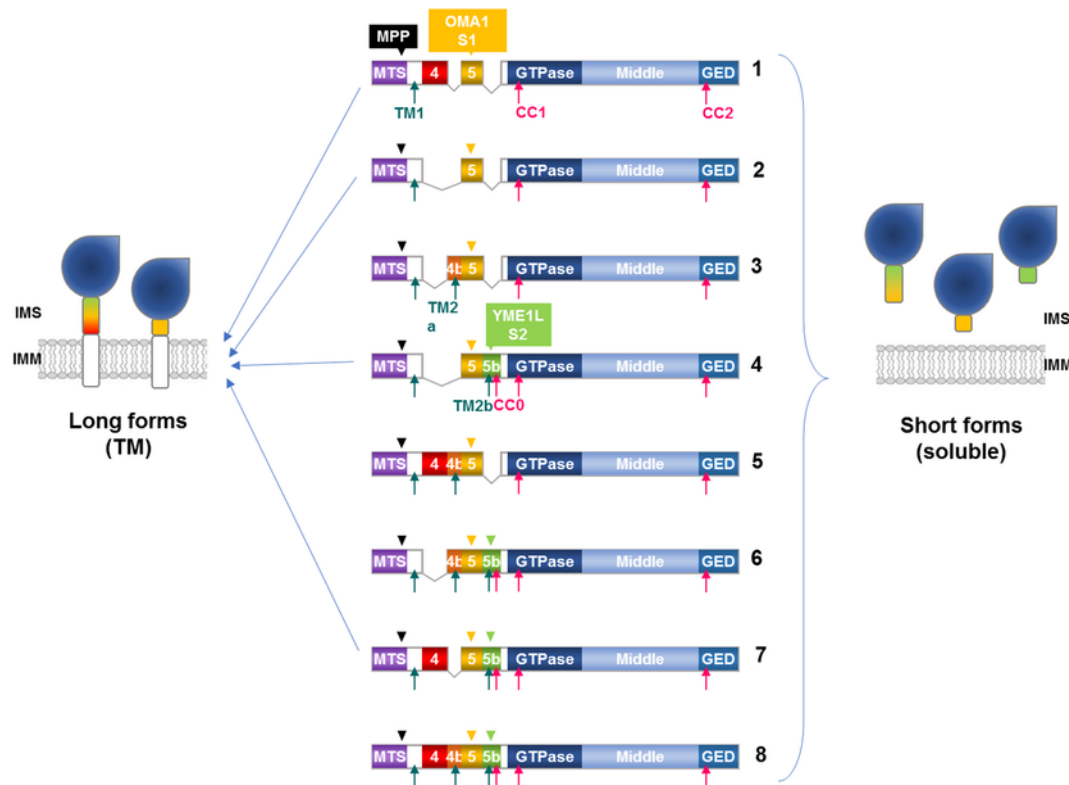 MPP
OMA1
S1
MTS 4 5 GTPase Middle GED 1
TM1 CC1 CC2
MTS 5 GTPase Middle GED 2
MTS 4b 5 GTPase Middle GED 3
TM2
a
YME1L
S2
MTS 5 5b GTPase Middle GED 4
TM2b CC0
MTS 4 4b 5 GTPase Middle GED 5
MTS 4b 5 5b GTPase Middle GED 6
MTS 4 5 5b GTPase Middle GED 7
MTS 4 4b 5 5b GTPase Middle GED 8
IMS
IMM
Long forms
(TM)
IMS
IMM
Short forms
(soluble)